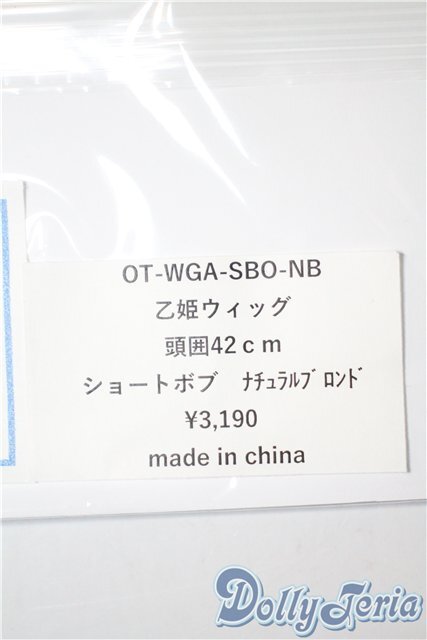 OT-WGA-SBO-NB
乙姫ウィッグ
頭囲42ｃｍ
ショートボブ　ﾅﾁｭﾗﾙﾌﾞﾛﾝﾄﾞ
¥3,190
made in china
DollyTeria